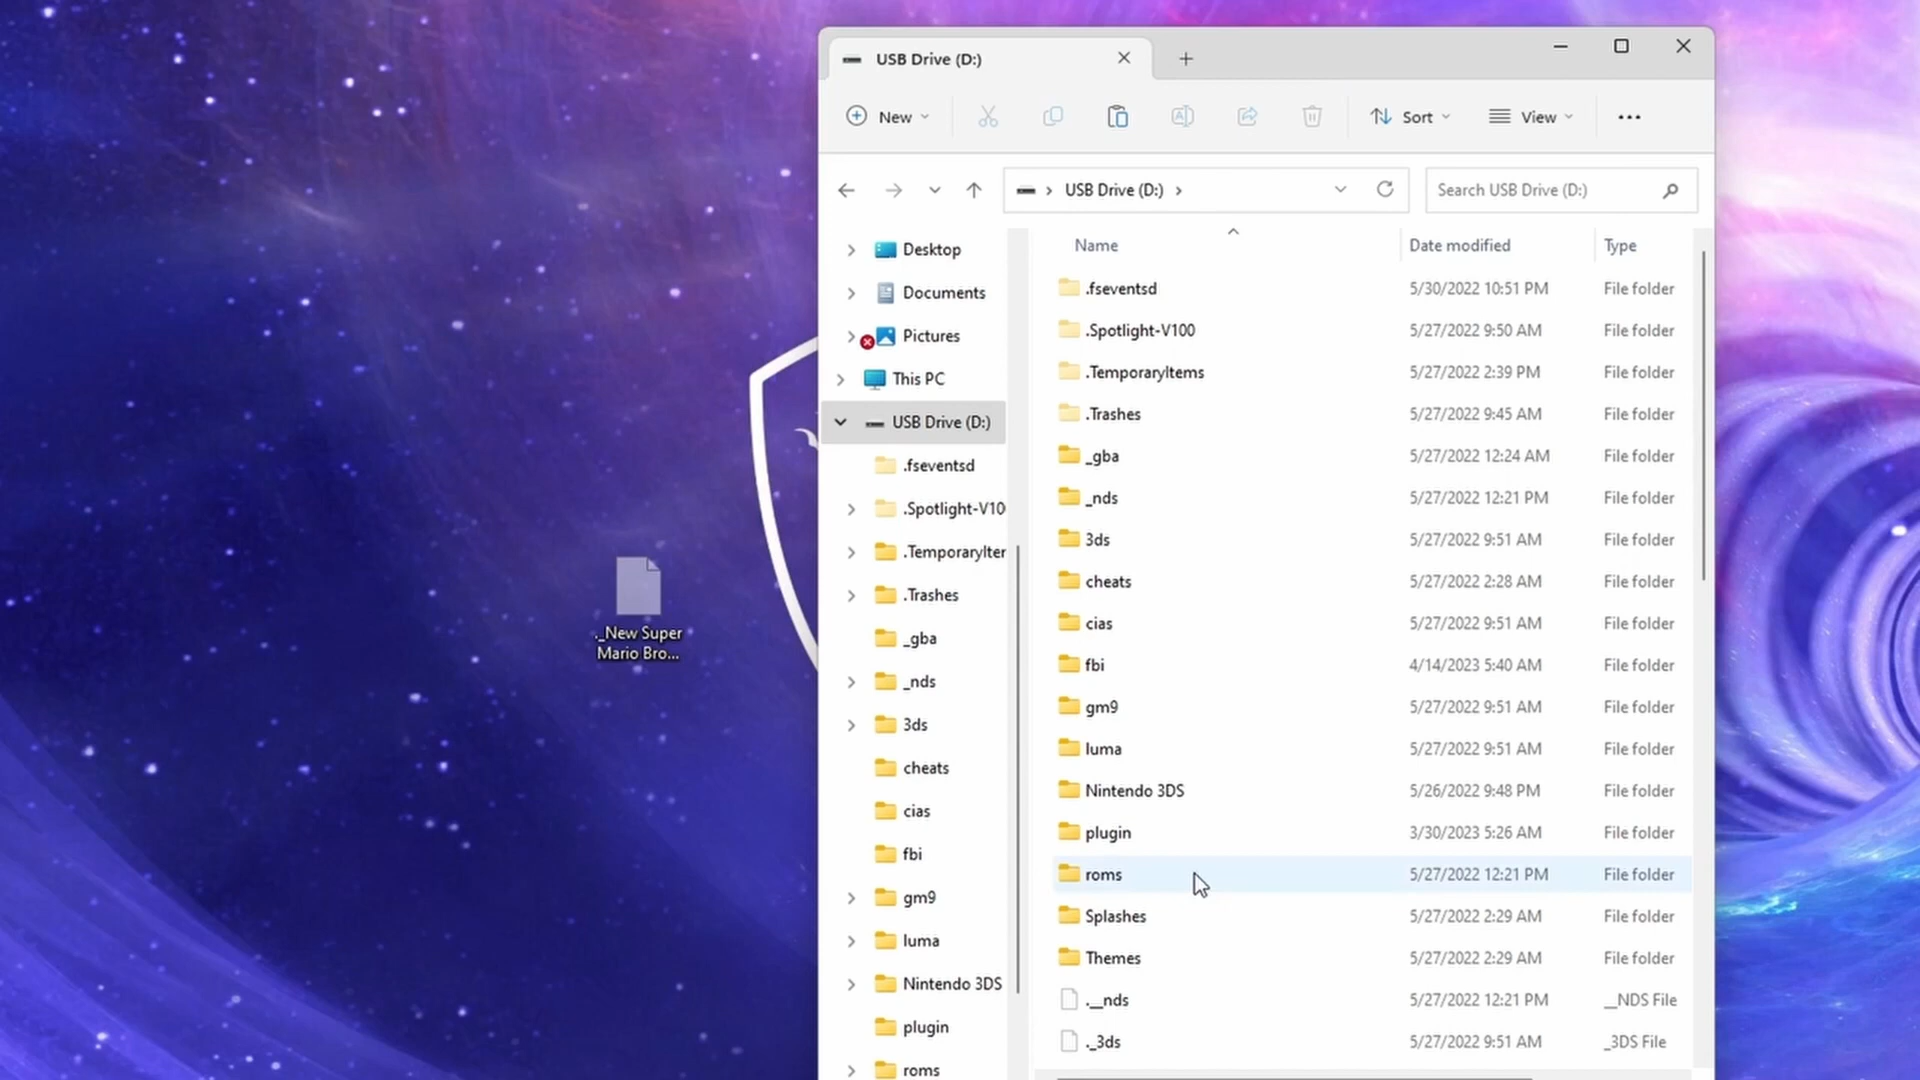 USB Drive (D:)
New
Sort
View
USB Drive (D:)
Search USB Drive (D:)
Desktop
Documents
Pictures
This PC
USB Drive (D:)
.fseventsd
.Spotlight-V10
.TemporaryIter
.Trashes
_gba
_nds
3ds
cheats
cias
fbi
gm9
luma
Nintendo 3DS
plugin
roms
Name Date modified Type
.fseventsd 5/30/2022 10:51 PM File folder
.Spotlight-V100 5/27/2022 9:50 AM File folder
.TemporaryItems 5/27/2022 2:39 PM File folder
.Trashes 5/27/2022 9:45 AM File folder
_gba 5/27/2022 12:24 AM File folder
_nds 5/27/2022 12:21 PM File folder
3ds 5/27/2022 9:51 AM File folder
cheats 5/27/2022 2:28 AM File folder
cias 5/27/2022 9:51 AM File folder
fbi 4/14/2023 5:40 AM File folder
gm9 5/27/2022 9:51 AM File folder
luma 5/27/2022 9:51 AM File folder
Nintendo 3DS 5/26/2022 9:48 PM File folder
plugin 3/30/2023 5:26 AM File folder
roms 5/27/2022 12:21 PM File folder
Splashes 5/27/2022 2:29 AM File folder
Themes 5/27/2022 2:29 AM File folder
.__nds 5/27/2022 12:21 PM __NDS File
._3ds 5/27/2022 9:51 AM _3DS File
._New Super
Mario Bro...